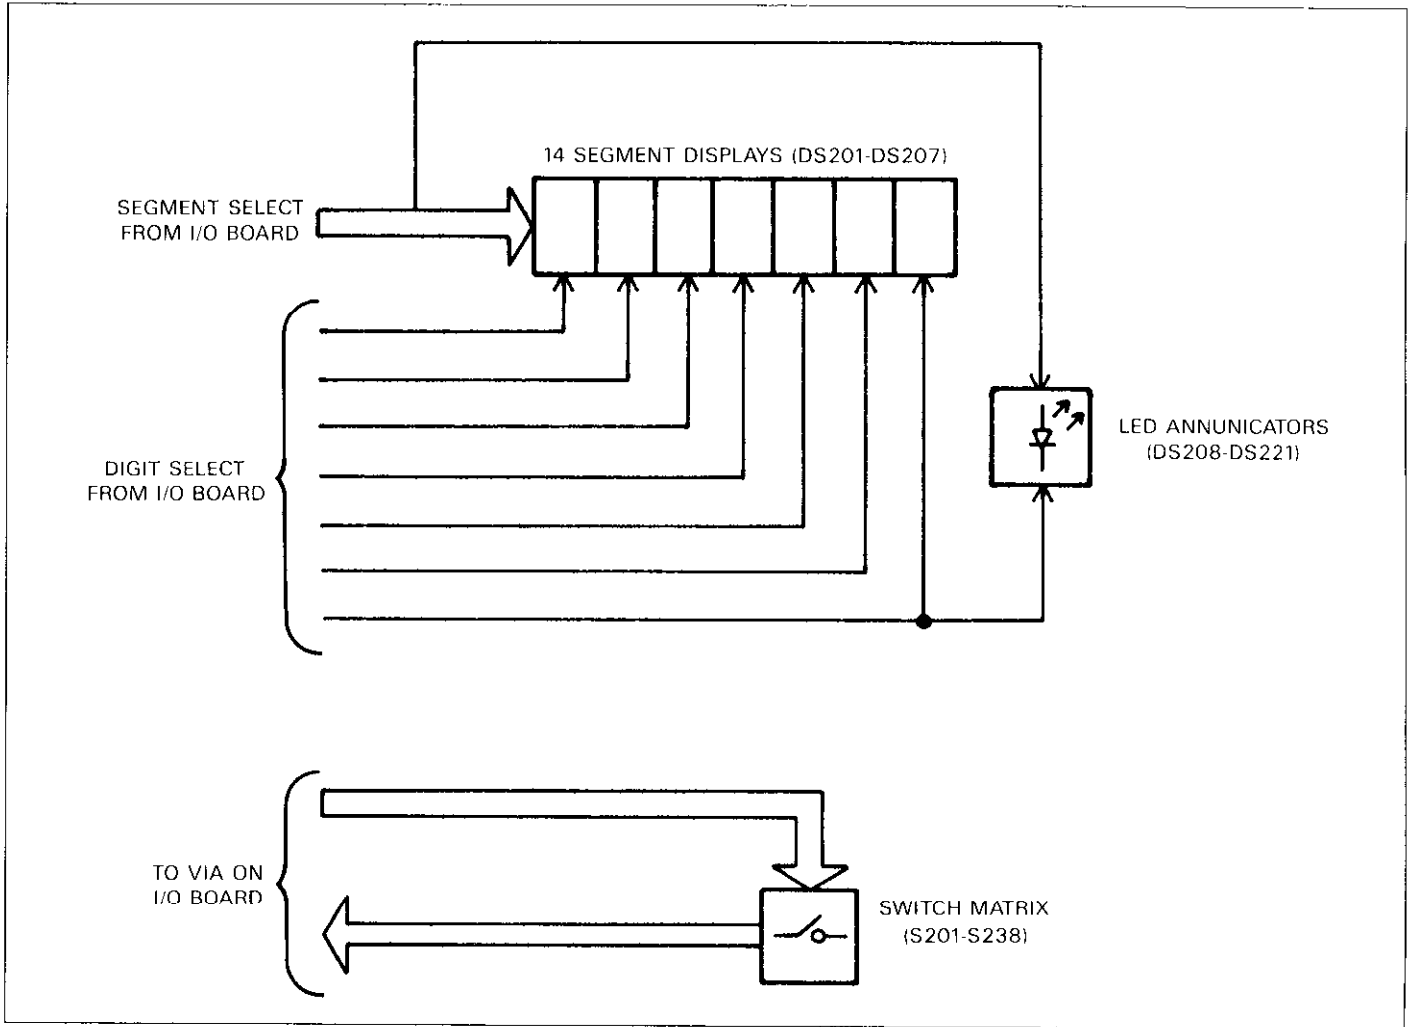 14 SEGMENT DISPLAYS (DS201-DS207)
SEGMENT SELECT
FROM I/O BOARD
LED ANNUNICATORS
(DS208-DS221)
DIGIT SELECT
FROM I/O BOARD
TO VIA ON
I/O BOARD
SWITCH MATRIX
(S201-S238)